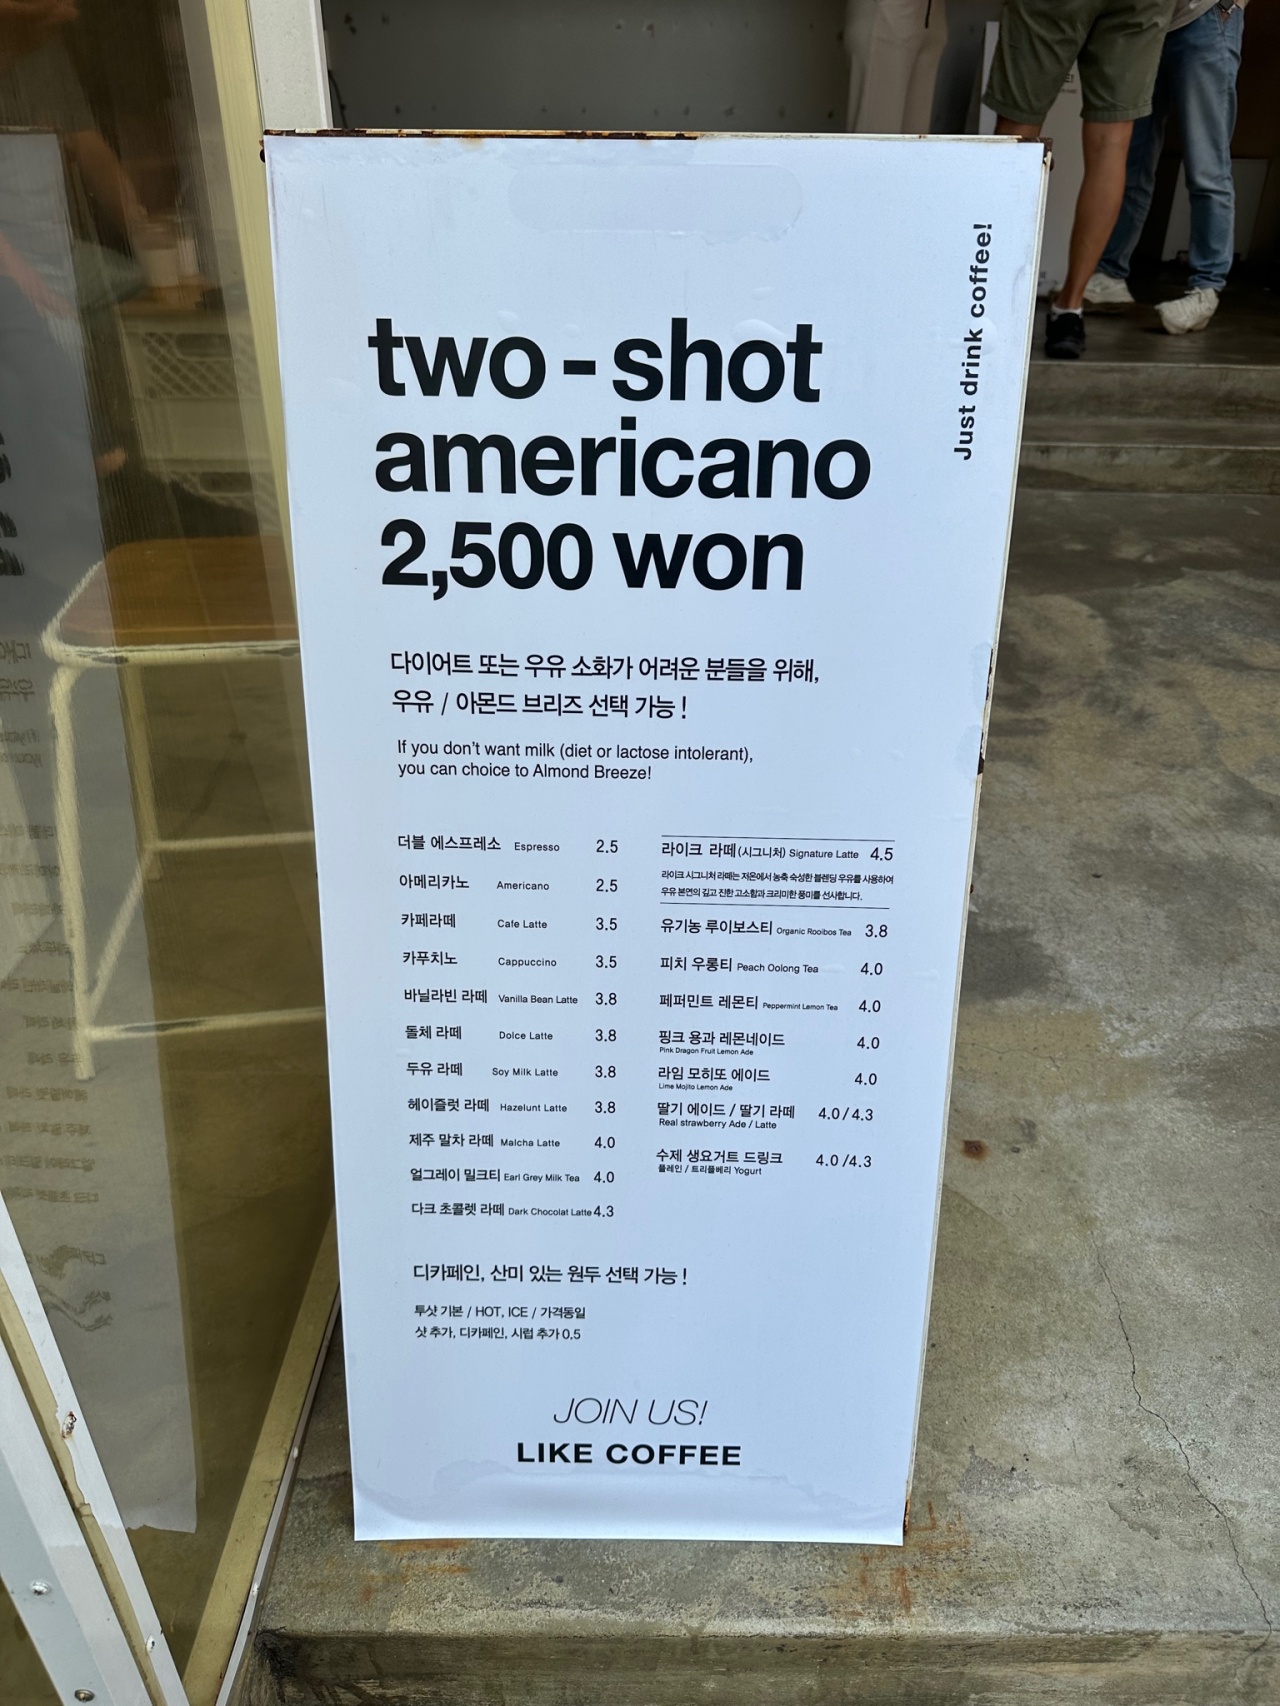 Just drink coffee!
two-shot
americano
2,500 won
다이어트 또는 우유 소화가 어려운 분들을 위해,
우유 / 아몬드 브리즈 선택 가능 !
If you don't want milk (diet or lactose intolerant),
you can choice to Almond Breeze!
더블 에스프레소 Espresso 2.5
아메리카노 Americano 2.5
카페라떼 Cafe Latte 3.5
카푸치노 Cappuccino 3.5
바닐라빈 라떼 Vanilla Bean Latte 3.8
돌체 라떼 Dolce Latte 3.8
두유 라떼 Soy Milk Latte 3.8
헤이즐럿 라떼 Hazelunt Latte 3.8
제주 말차 라떼 Malcha Latte 4.0
얼그레이 밀크티 Earl Grey Milk Tea 4.0
다크 초콜렛 라떼 Dark Chocolat Latte 4.3
라이크 라떼(시그니처) Signature Latte 4.5
라이크 시그니처 라떼는 저온에서 농축 숙성한 블렌딩 우유를 사용하여
우유 본연의 깊고 진한 고소함과 크리미한 풍미를 선사합니다.
유기농 루이보스티 Organic Rooibos Tea 3.8
피치 우롱티 Peach Oolong Tea 4.0
페퍼민트 레몬티 Peppermint Lemon Tea 4.0
핑크 용과 레몬네이드 4.0
Pink Dragon Fruit Lemon Ade
라임 모히또 에이드 4.0
Lime Mojito Lemon Ade
딸기 에이드 / 딸기 라떼 4.0 / 4.3
Real strawberry Ade / Latte
수제 생요거트 드링크 4.0 /4.3
플레인 / 트리플베리 Yogurt
디카페인, 산미 있는 원두 선택 가능 !
투샷 기본 / HOT, ICE / 가격동일
샷 추가, 디카페인, 시럽 추가 0.5
JOIN US!
LIKE COFFEE